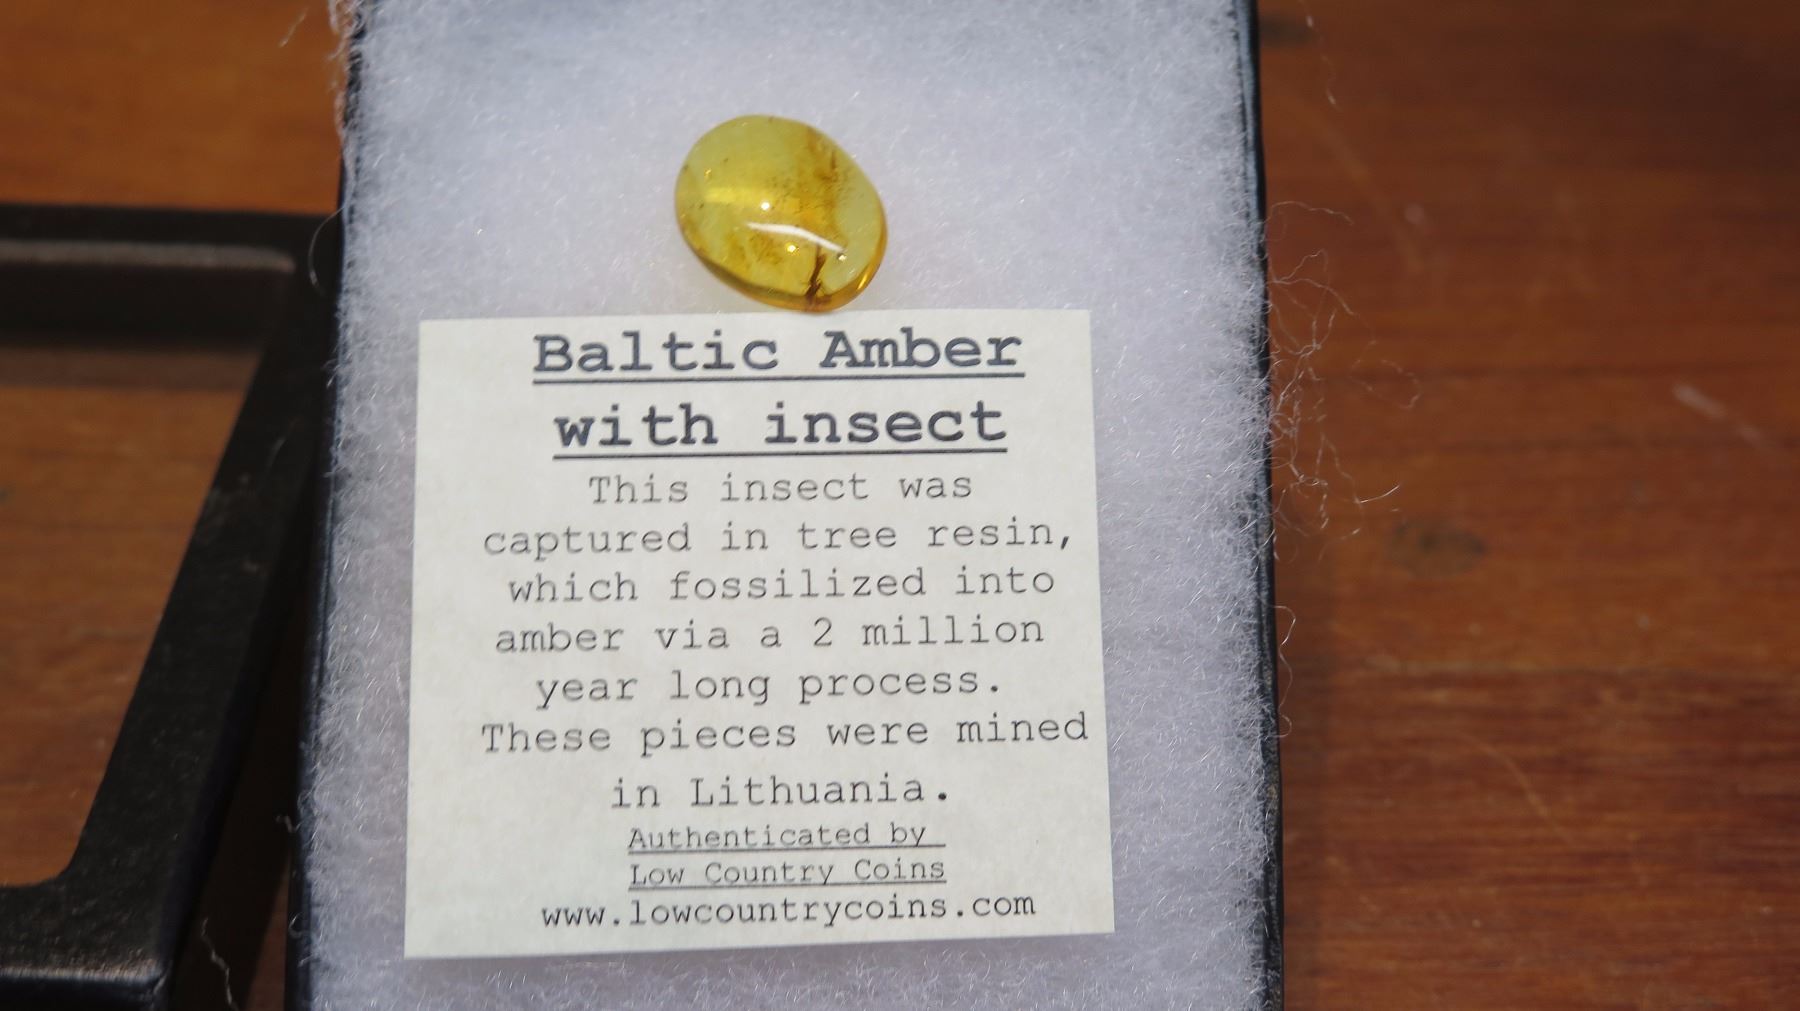 Baltic Amber
with insect
This insect was
captured in tree resin,
which fossilized into
amber via a 2 million
year long process.
These pieces were mined
in Lithuania.
Authenticated by
Low Country Coins
www.lowcountrycoins.com